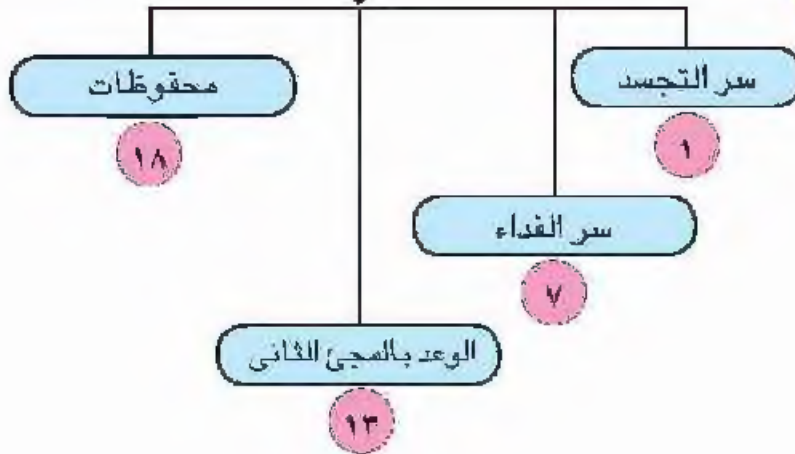 سر التجسد
١
محفوظات
١٨
سر الفداء
٧
الوعد بالمجئ الثانى
١٣